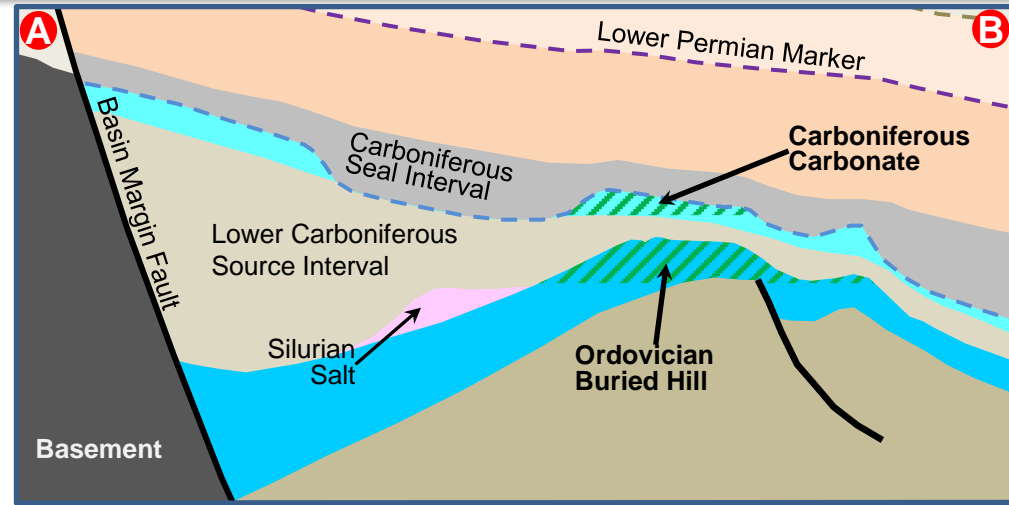 A
B
Lower Permian Marker
Carboniferous
Carbonate
Basin Margin Fault
Carboniferous
Seal Interval
Lower Carboniferous
Source Interval
Silurian
Salt
Ordovician
Buried Hill
Basement